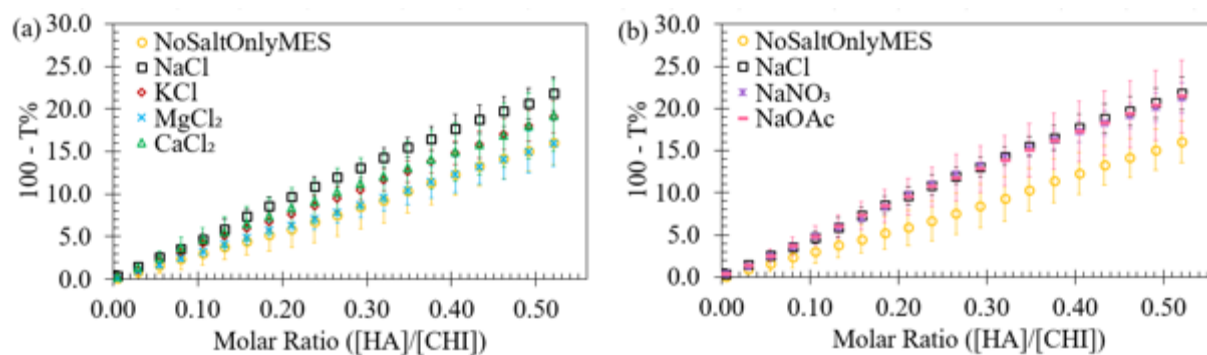 (a)
30.0
25.0
20.0
15.0
10.0
5.0
0.0
100 - T%
NoSaltOnlyMES
NaCl
KCl
MgCl₂
CaCl₂
0.00 0.10 0.20 0.30 0.40 0.50
Molar Ratio ([HA]/[CHI])
(b)
30.0
25.0
20.0
15.0
10.0
5.0
0.0
100 - T%
NoSaltOnlyMES
NaCl
NaNO₃
NaOAc
0.00 0.10 0.20 0.30 0.40 0.50
Molar Ratio ([HA]/[CHI])